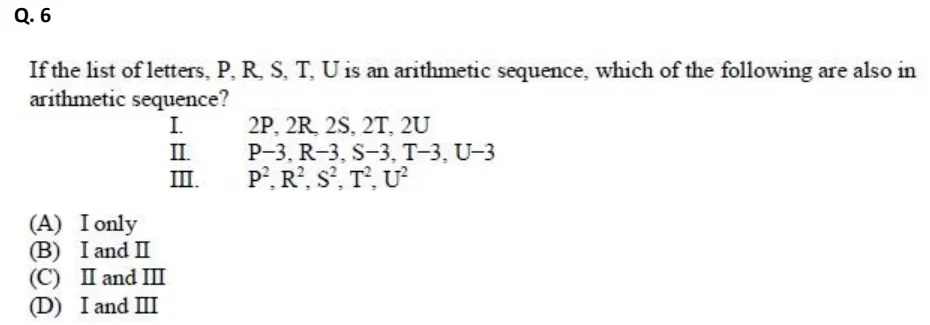 Q. 6
If the list of letters, P, R, S, T, U is an arithmetic sequence, which of the following are also in
arithmetic sequence?
I. 2P, 2R, 2S, 2T, 2U
II. P–3, R–3, S–3, T–3, U–3
III. P², R², S², T², U²
(A) I only
(B) I and II
(C) II and III
(D) I and III